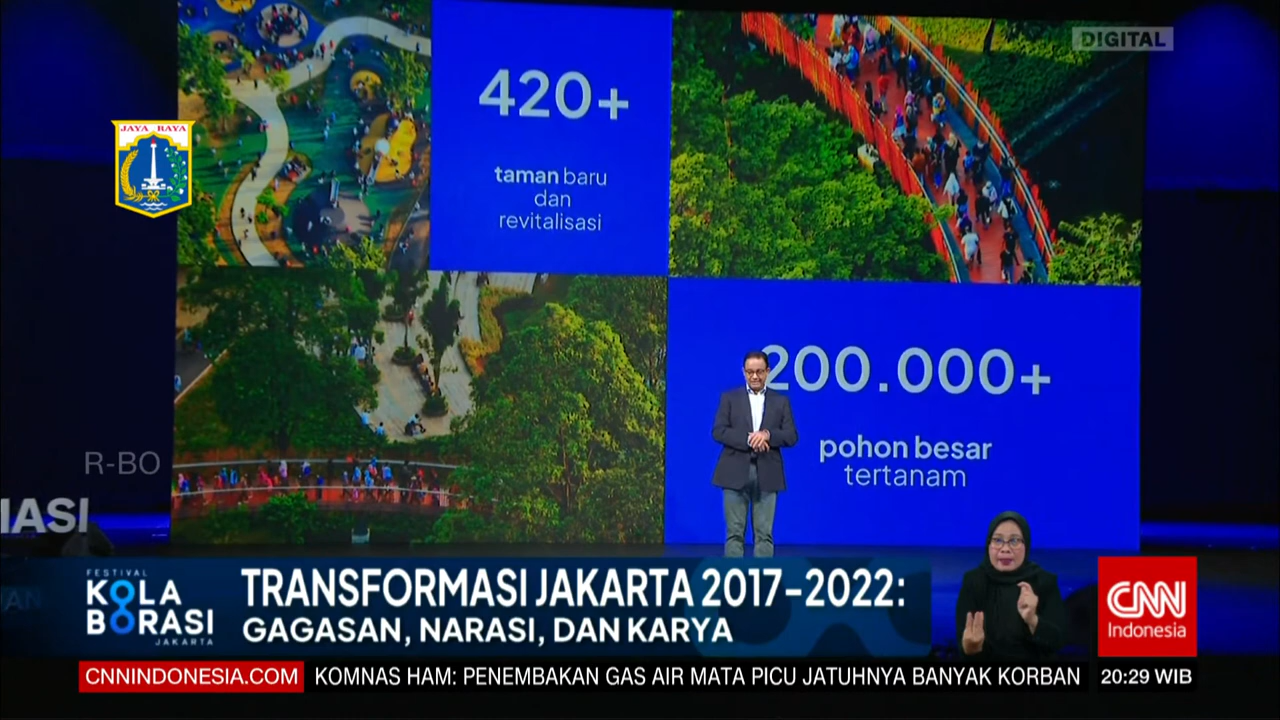 DIGITAL
JAYA RAYA
420+
taman baru
dan
revitalisasi
200.000+
pohon besar
tertanam
R-BO
IASI
FESTIVAL
KOLA
BORASI
JAKARTA
TRANSFORMASI JAKARTA 2017-2022:
GAGASAN, NARASI, DAN KARYA
CNN
Indonesia
CNNINDONESIA.COM
KOMNAS HAM: PENEMBAKAN GAS AIR MATA PICU JATUHNYA BANYAK KORBAN
20:29 WIB